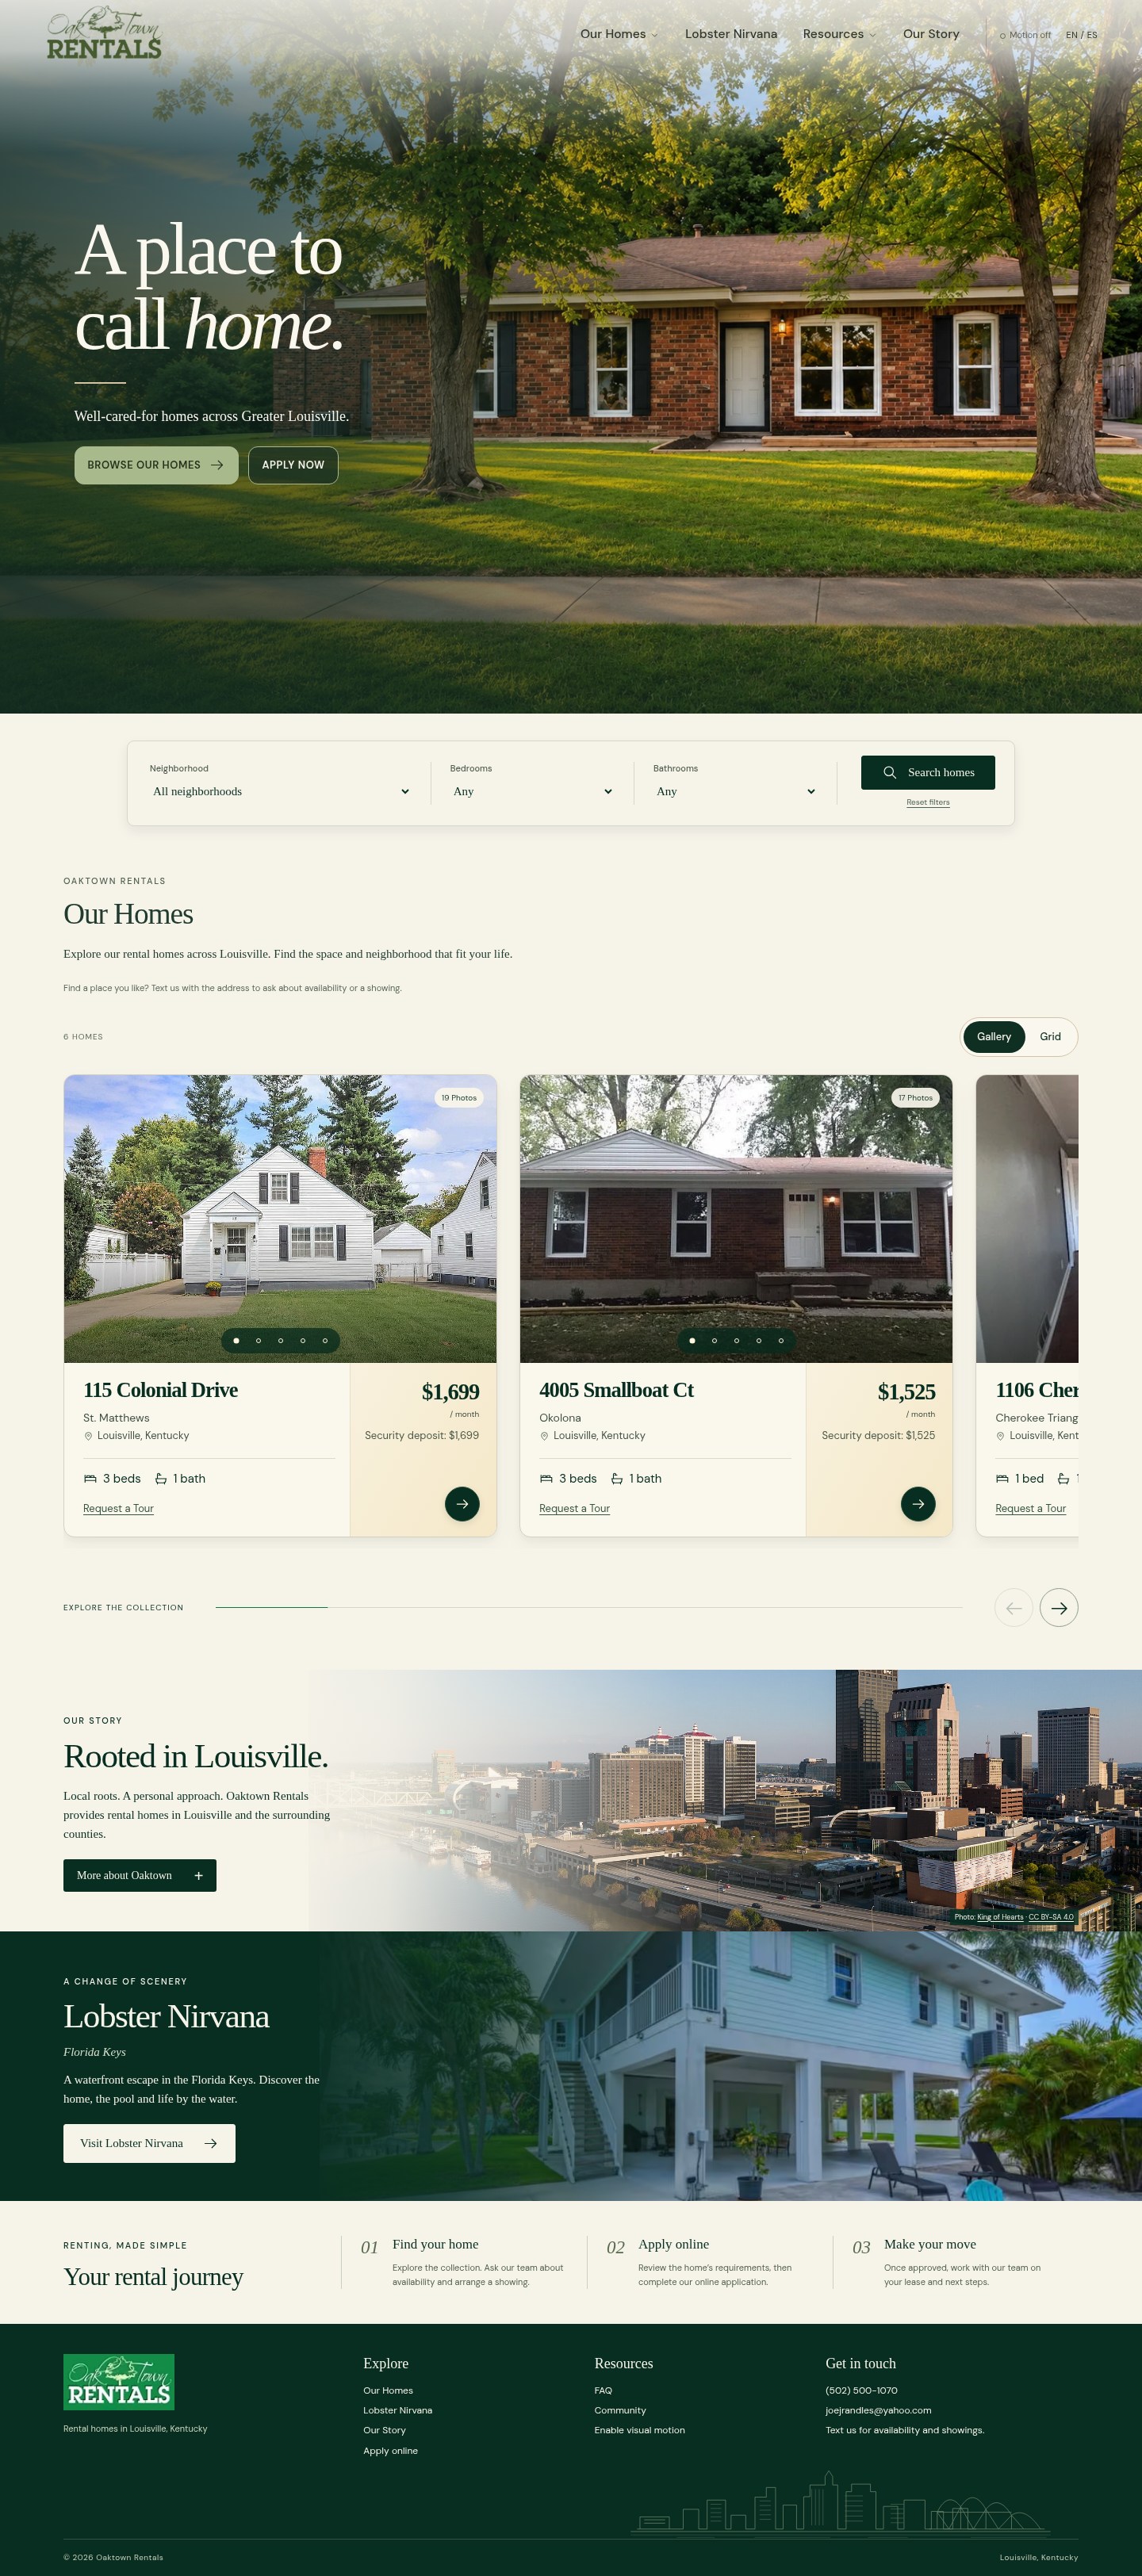 Oak Town
RENTALS
Our Homes
Lobster Nirvana
Resources
Our Story
Motion off
EN / ES
A place to
call home.
Well-cared-for homes across Greater Louisville.
BROWSE OUR HOMES
APPLY NOW
Neighborhood
All neighborhoods
Bedrooms
Any
Bathrooms
Any
Search homes
Reset filters
OAKTOWN RENTALS
Our Homes
Explore our rental homes across Louisville. Find the space and neighborhood that fit your life.
Find a place you like? Text us with the address to ask about availability or a showing.
6 HOMES
Gallery
Grid
19 Photos
115 Colonial Drive
St. Matthews
Louisville, Kentucky
3 beds
1 bath
Request a Tour
$1,699
/ month
Security deposit: $1,699
17 Photos
4005 Smallboat Ct
Okolona
Louisville, Kentucky
3 beds
1 bath
Request a Tour
$1,525
/ month
Security deposit: $1,525
1106 Cher
Cherokee Triang
Louisville, Kent
1 bed
1
Request a Tour
EXPLORE THE COLLECTION
OUR STORY
Rooted in Louisville.
Local roots. A personal approach. Oaktown Rentals
provides rental homes in Louisville and the surrounding
counties.
More about Oaktown
Photo: King of Hearts · CC BY-SA 4.0
A CHANGE OF SCENERY
Lobster Nirvana
Florida Keys
A waterfront escape in the Florida Keys. Discover the
home, the pool and life by the water.
Visit Lobster Nirvana
RENTING, MADE SIMPLE
Your rental journey
01
Find your home
Explore the collection. Ask our team about
availability and arrange a showing.
02
Apply online
Review the home's requirements, then
complete our online application.
03
Make your move
Once approved, work with our team on
your lease and next steps.
Oak Town
RENTALS
Rental homes in Louisville, Kentucky
Explore
Our Homes
Lobster Nirvana
Our Story
Apply online
Resources
FAQ
Community
Enable visual motion
Get in touch
(502) 500-1070
joejrandles@yahoo.com
Text us for availability and showings.
© 2026 Oaktown Rentals
Louisville, Kentucky